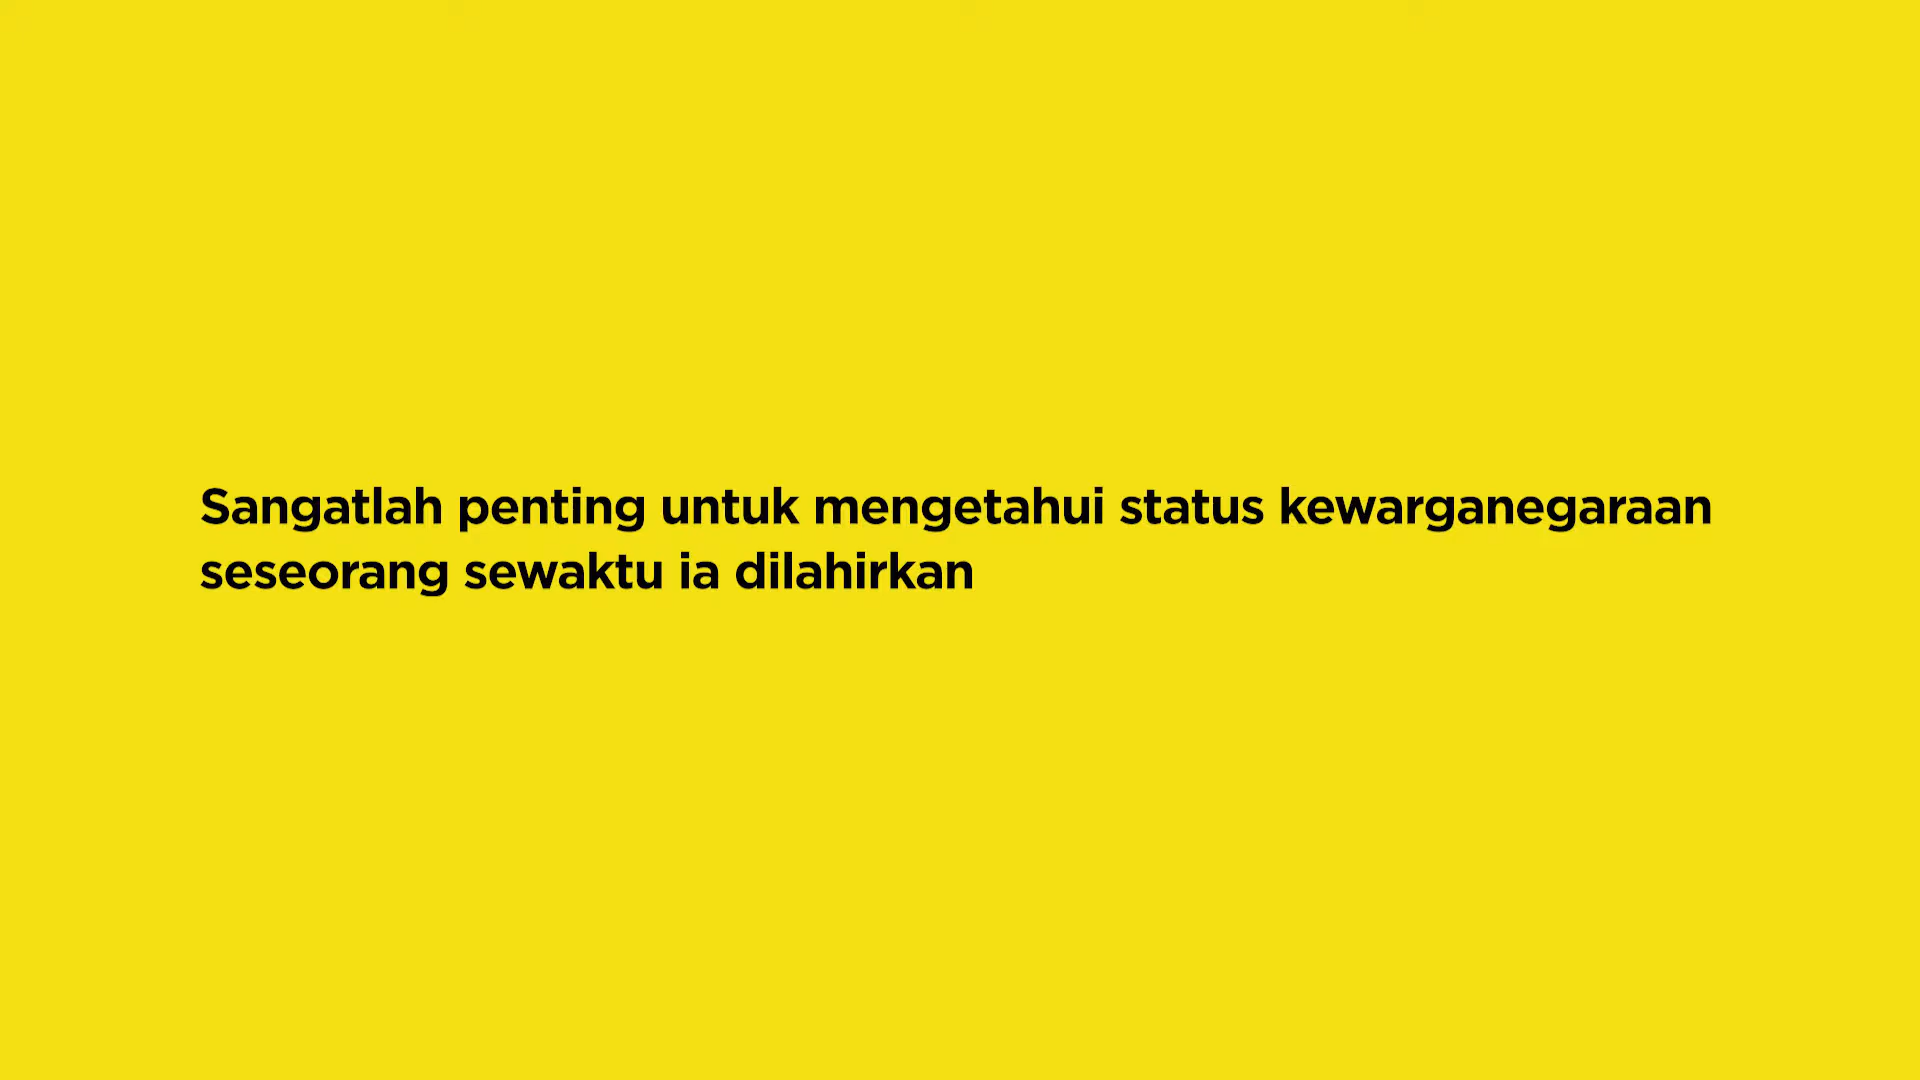 Sangatlah penting untuk mengetahui status kewarganegaraan
seseorang sewaktu ia dilahirkan